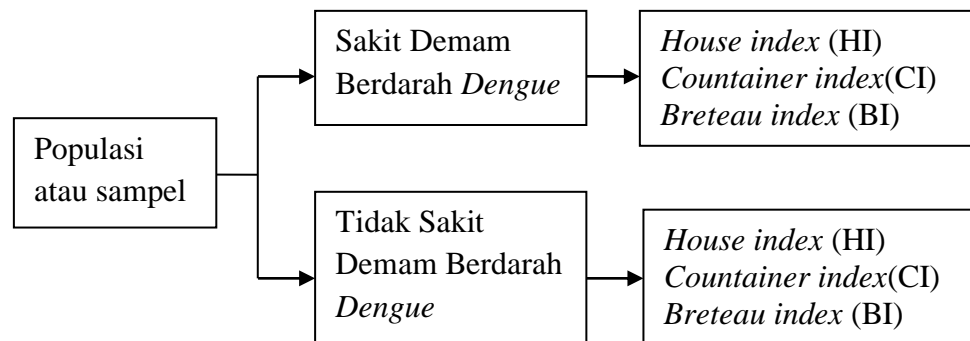 Populasi
atau sampel
Sakit Demam
Berdarah Dengue
House index (HI)
Countainer index(CI)
Breteau index (BI)
Tidak Sakit
Demam Berdarah
Dengue
House index (HI)
Countainer index(CI)
Breteau index (BI)